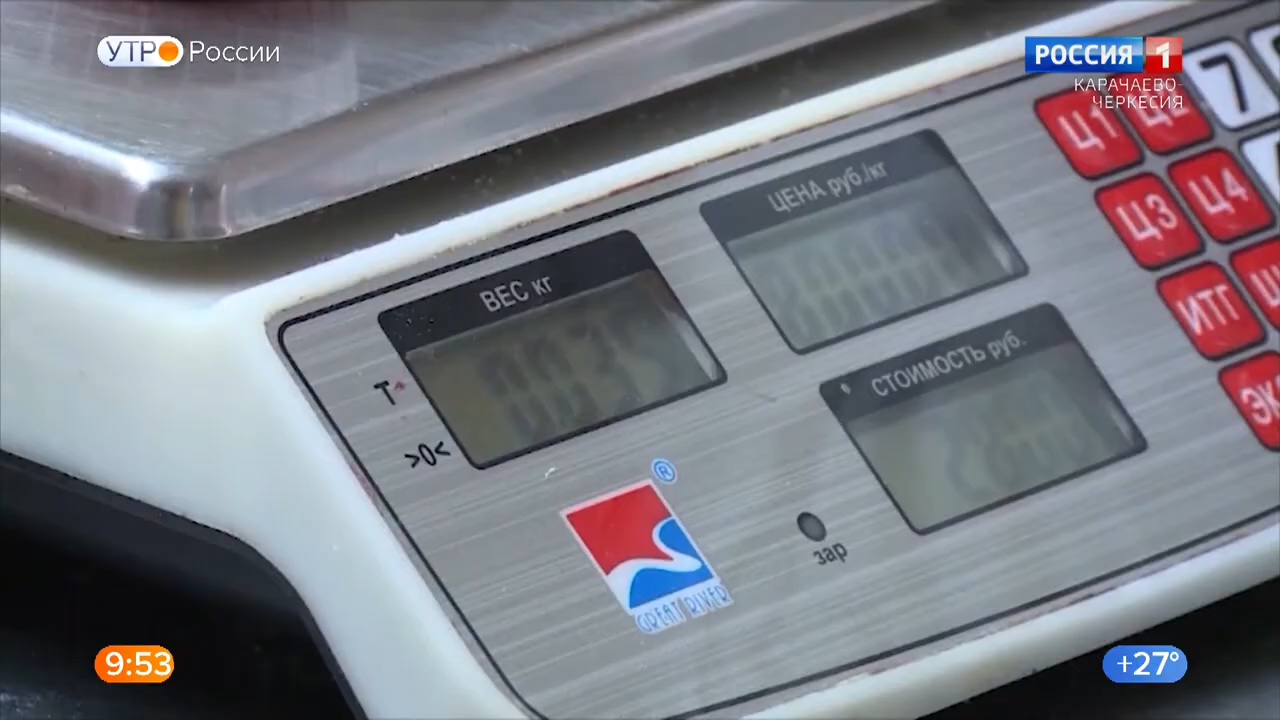 УТРО России
РОССИЯ 1
КАРАЧАЕВО-
ЧЕРКЕСИЯ
Ц1
Ц2
7
Ц3
Ц4
ИТГ
ЦЕНА руб./кг
ВЕС кг
СТОИМОСТЬ руб.
T
>0<
®
GREAT RIVER
зар
9:53
+27°